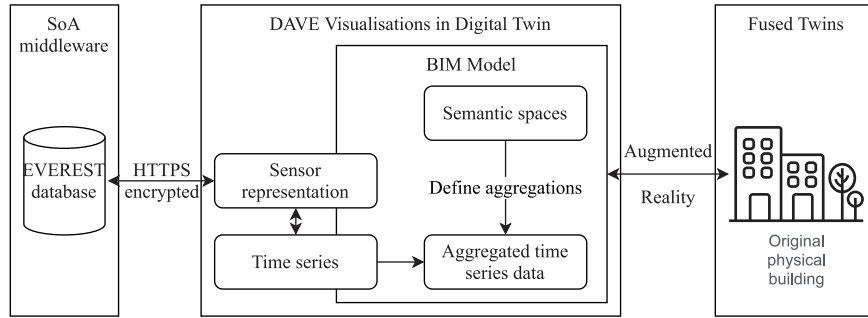 SoA
middleware
EVEREST
database
HTTPS
encrypted
DAVE Visualisations in Digital Twin
BIM Model
Semantic spaces
Sensor
representation
Define aggregations
Time series
Aggregated time
series data
Augmented
Reality
Fused Twins
Original
physical
building